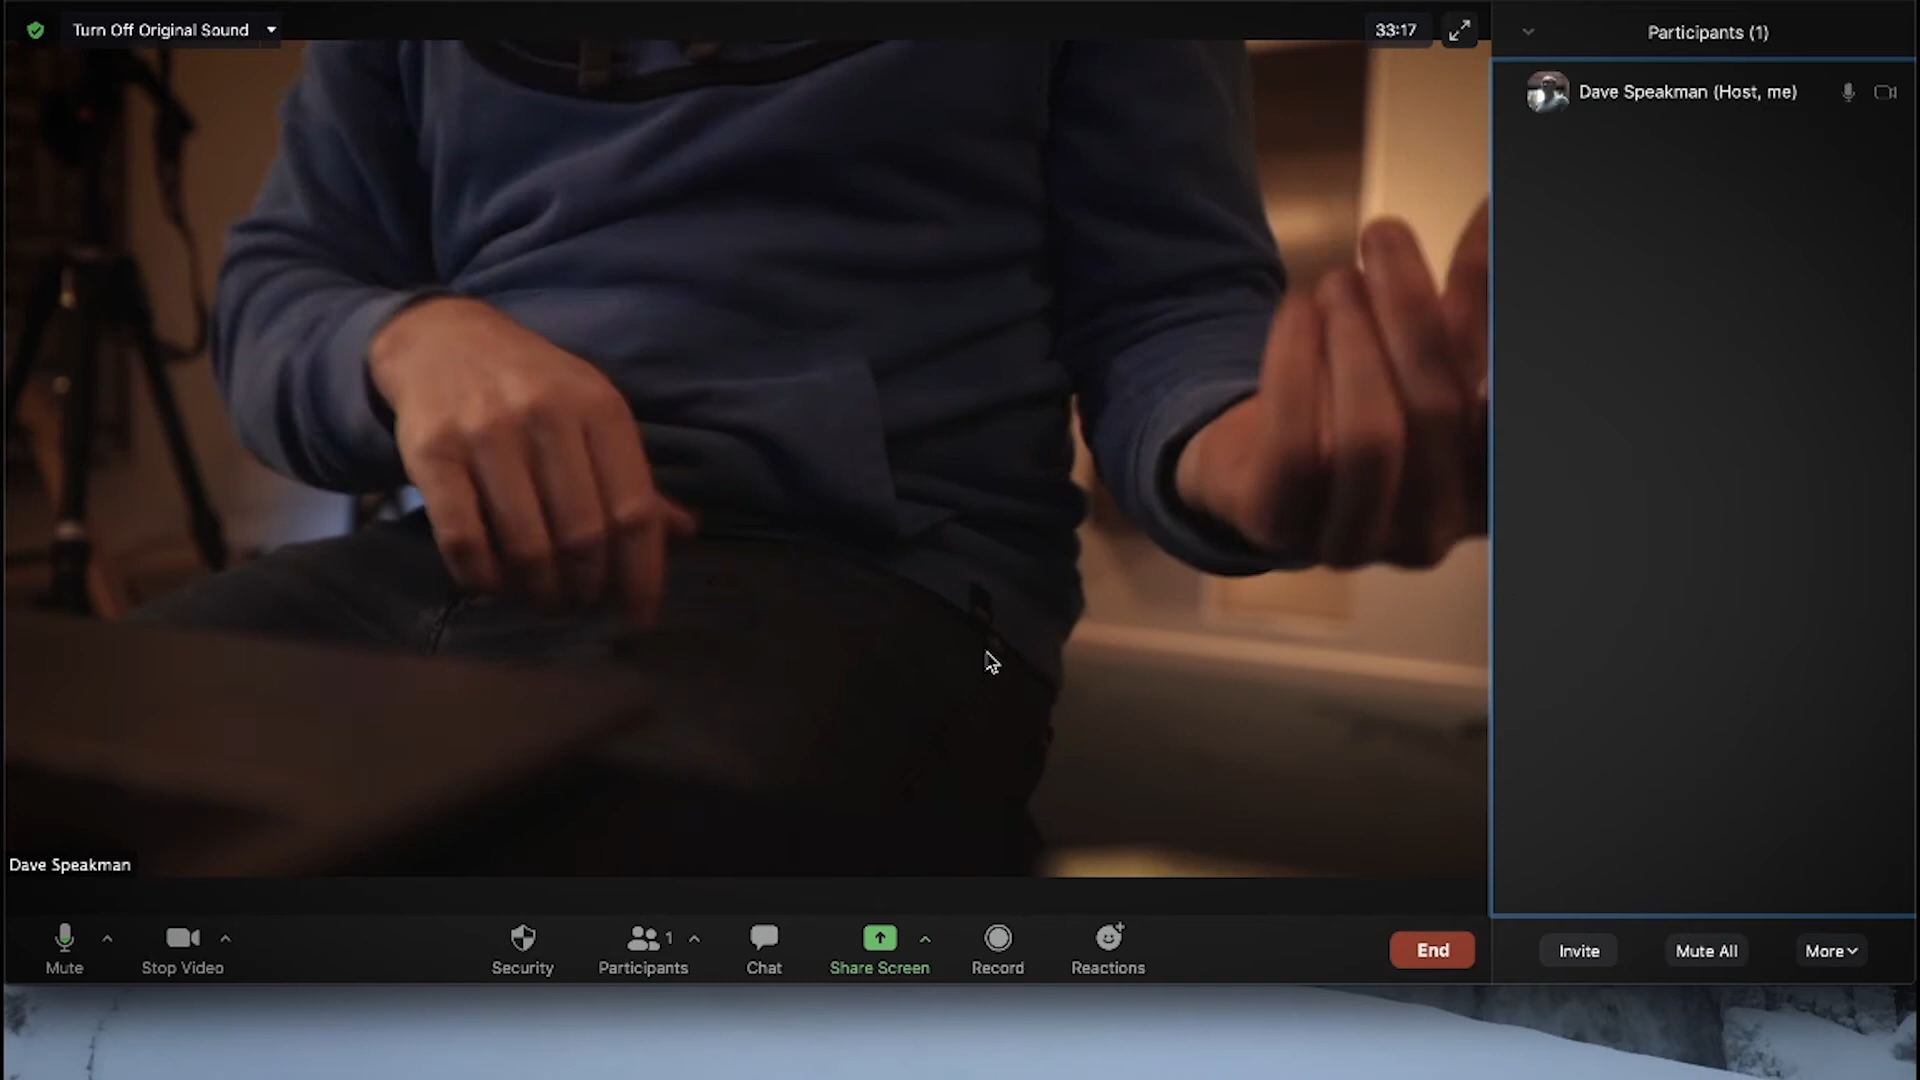 Turn Off Original Sound
33:17
Participants (1)
Dave Speakman (Host, me)
Dave Speakman
Mute
Stop Video
Security
1
Participants
Chat
Share Screen
Record
Reactions
End
Invite
Mute All
More